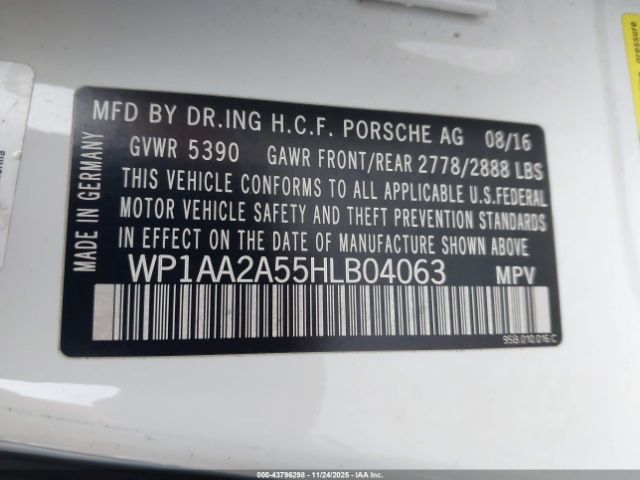 MFD BY DR.ING H.C.F. PORSCHE AG 08/16
GVWR 5390 GAWR FRONT/REAR 2778/2888 LBS
THIS VEHICLE CONFORMS TO ALL APPLICABLE U.S.FEDERAL
MOTOR VEHICLE SAFETY AND THEFT PREVENTION STANDARDS
IN EFFECT ON THE DATE OF MANUFACTURE SHOWN ABOVE
WP1AA2A55HLB04063 MPV
95B.010.016.C
MADE IN GERMANY
pressure
000-43796298 - 11/24/2025 - IAA Inc.